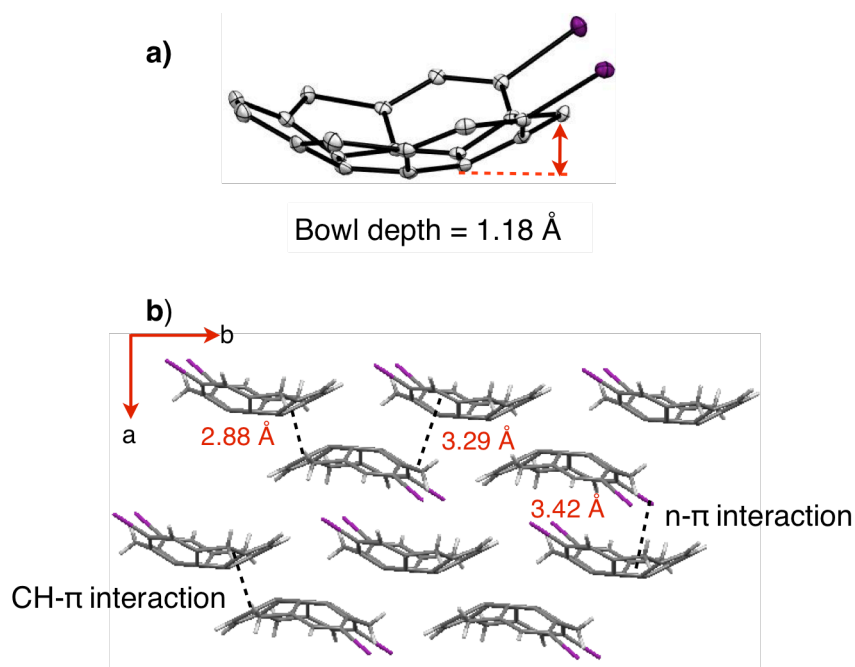 a)
Bowl depth = 1.18 Å
b)
b
a
2.88 Å
3.29 Å
3.42 Å
n-π interaction
CH-π interaction